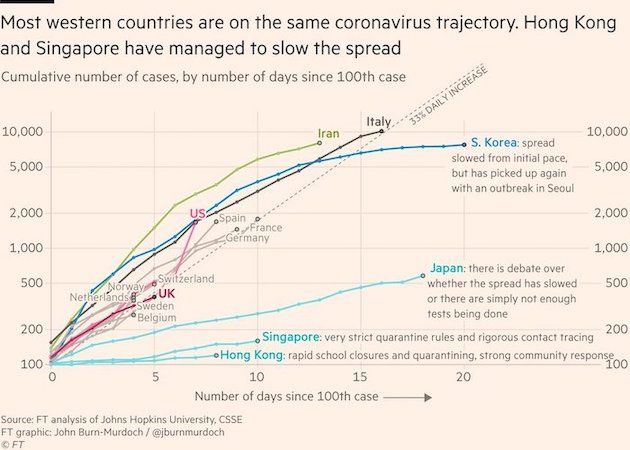 Most western countries are on the same coronavirus trajectory. Hong Kong
and Singapore have managed to slow the spread
Cumulative number of cases, by number of days since 100th case
33% DAILY INCREASE
Italy
Iran
10,000
10,000
S. Korea: spread
slowed from initial pace,
but has picked up again
with an outbreak in Seoul
5,000
5,000
US
Spain
France
Germany
2,000
2,000
1,000
1,000
Japan: there is debate over
whether the spread has slowed
or there are simply not enough
tests being done
Switzerland
Norway
Netherlands
UK
Sweden
Belgium
500
500
200
200
Singapore: very strict quarantine rules and rigorous contact tracing
Hong Kong: rapid school closures and quarantining, strong community response
100
100
0
5
10
15
20
Number of days since 100th case
Source: FT analysis of Johns Hopkins University, CSSE
FT graphic: John Burn-Murdoch / @jburnmurdoch
© FT